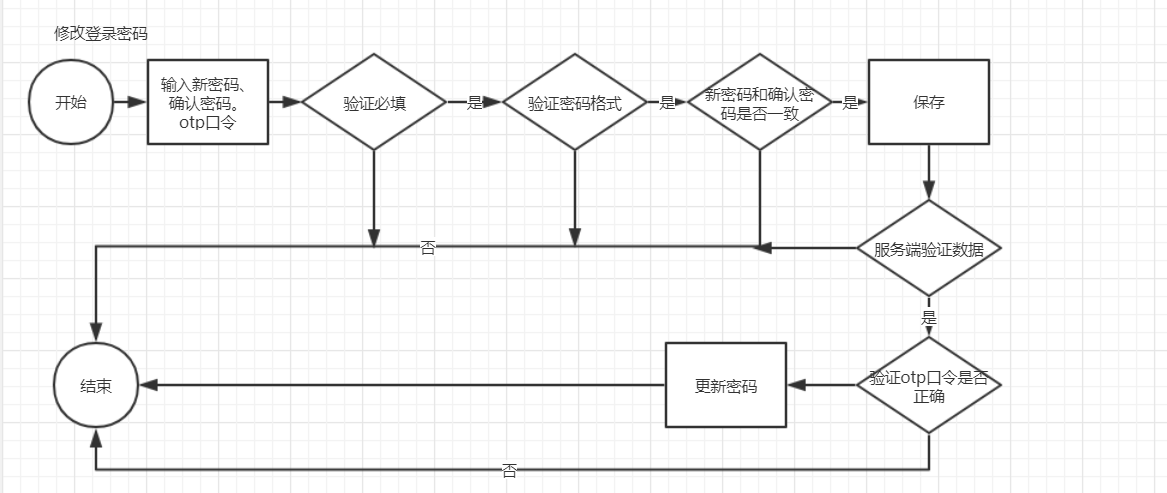 修改登录密码
开始
输入新密码、
确认密码。
otp口令
验证必填
是
验证密码格式
是
新密码和确认密
码是否一致
是
保存
否
服务端验证数据
是
结束
更新密码
验证otp口令是否
正确
否